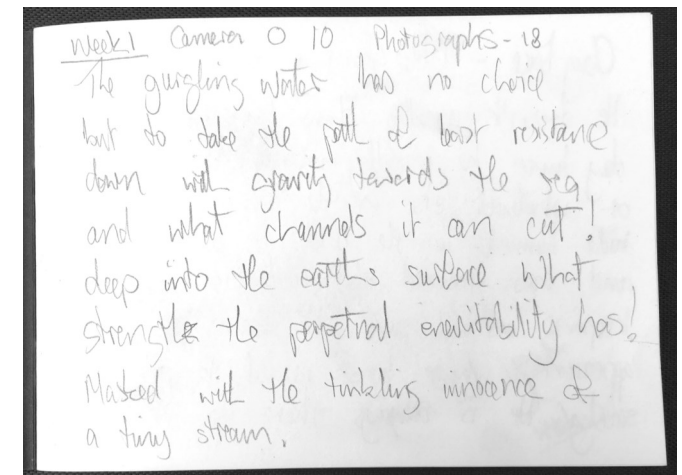 Week 1 Camera O 10 Photographs - 18
The gurgling water has no choice
but to take the path of least resistance
down with gravity towards the sea
and what channels it can cut!
deep into the earths surface What
strength the perpetual enevitability has!
Masked with the tinkling innocence of
a tiny stream.